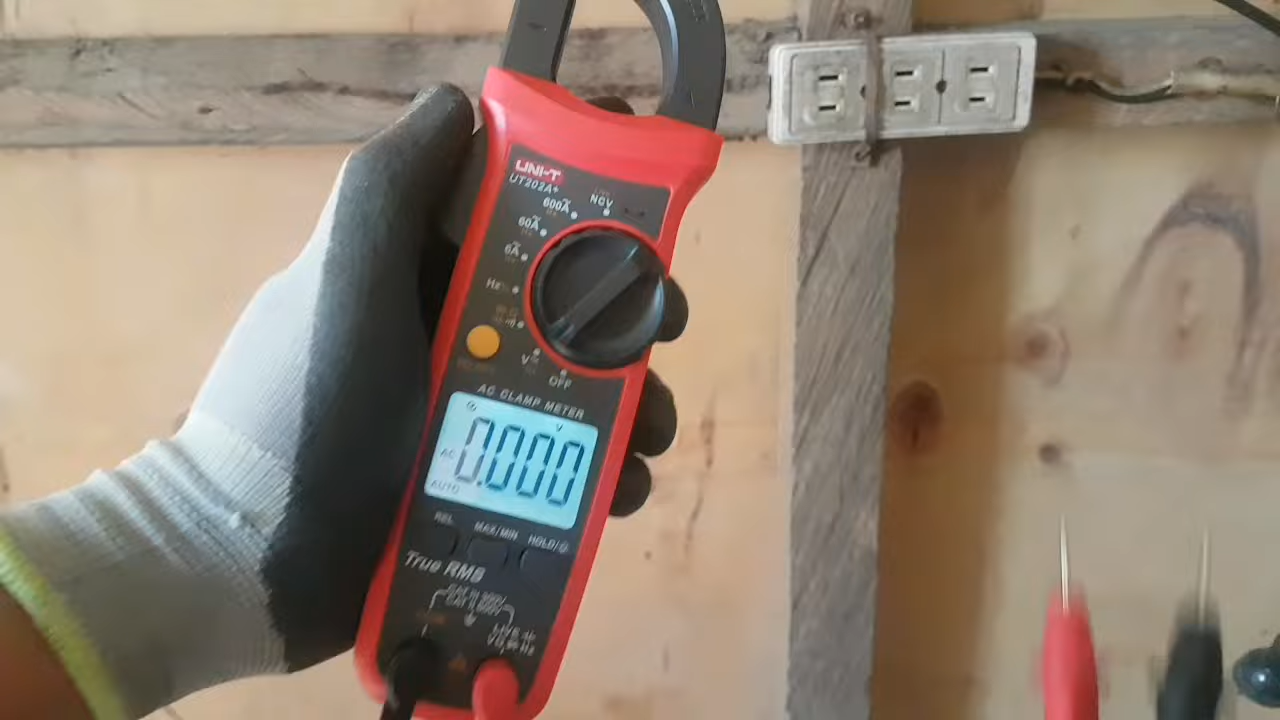 UNI-T
UT202A+
NCV
600A
60A
6A
Hz
V
OFF
AC CLAMP METER
V
AC
0.000
AUTO
REL
MAX/MIN
HOLD/
True RMS